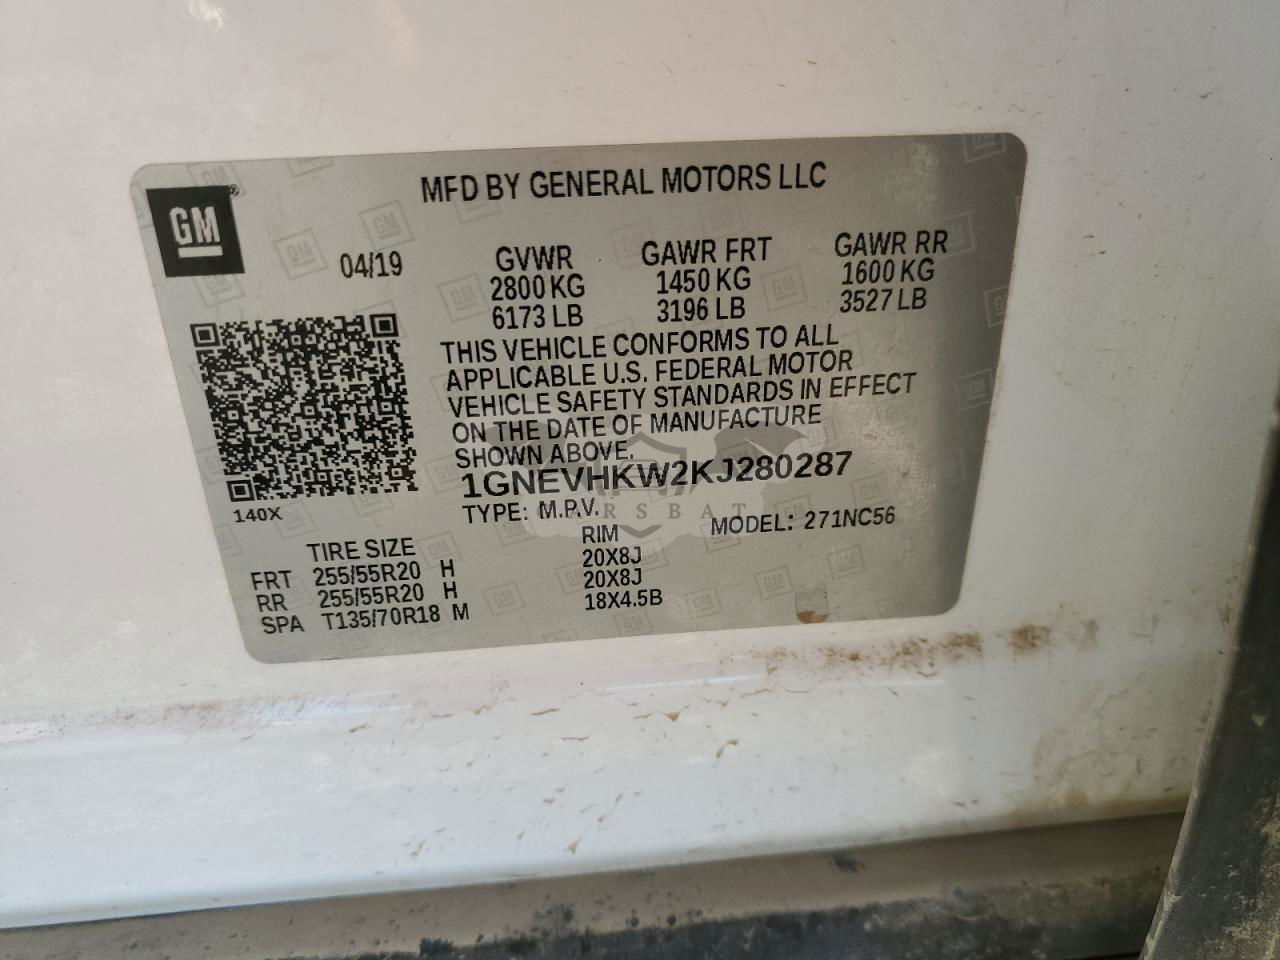 MFD BY GENERAL MOTORS LLC
GM®
04/19
GVWR GAWR FRT GAWR RR
2800 KG 1450 KG 1600 KG
6173 LB 3196 LB 3527 LB
THIS VEHICLE CONFORMS TO ALL
APPLICABLE U.S. FEDERAL MOTOR
VEHICLE SAFETY STANDARDS IN EFFECT
ON THE DATE OF MANUFACTURE
SHOWN ABOVE.
1GNEVHKW2KJ280287
140X
TYPE: M.P.V. MODEL: 271NC56
TIRE SIZE RIM
FRT 255/55R20 H 20X8J
RR 255/55R20 H 20X8J
SPA T135/70R18 M 18X4.5B